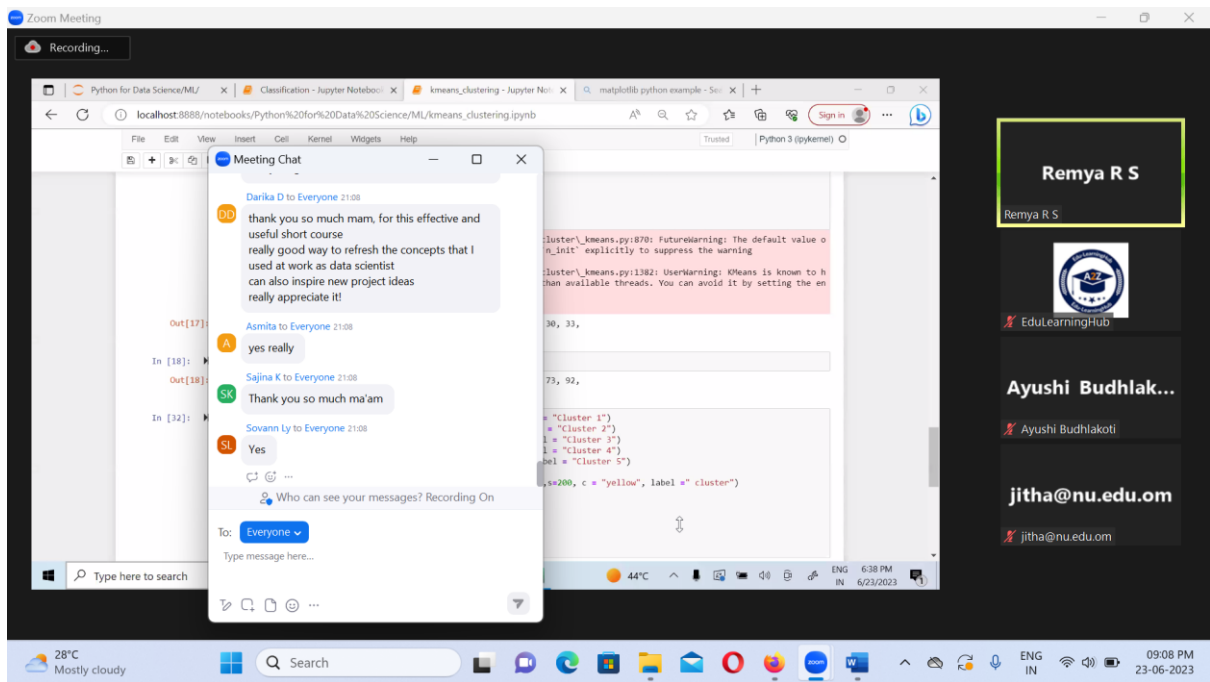 Zoom Meeting
Recording...
Python for Data Science/ML/
Classification - Jupyter Noteboo
kmeans_clustering - Jupyter Not
matplotlib python example - Sea
localhost:8888/notebooks/Python%20for%20Data%20Science/ML/kmeans_clustering.ipynb
Sign in
File Edit View Insert Cell Kernel Widgets Help
Trusted
Python 3 (ipykernel)
Meeting Chat
Darika D to Everyone 21:08
DD
thank you so much mam, for this effective and
useful short course
really good way to refresh the concepts that I
used at work as data scientist
can also inspire new project ideas
really appreciate it!
Asmita to Everyone 21:08
A
yes really
Sajina K to Everyone 21:08
SK
Thank you so much ma'am
Sovann Ly to Everyone 21:08
SL
Yes
Who can see your messages? Recording On
To: Everyone
Type message here...
cluster\_kmeans.py:870: FutureWarning: The default value o
n_init` explicitly to suppress the warning
cluster\_kmeans.py:1382: UserWarning: KMeans is known to h
than available threads. You can avoid it by setting the en
Out[17]: 30, 33,
In [18]:
Out[18]: 73, 92,
In [32]:
= "Cluster 1")
= "Cluster 2")
l = "Cluster 3")
= "Cluster 4")
bel = "Cluster 5")
,s=200, c = "yellow", label =" cluster")
Type here to search
44°C
ENG
IN
6:38 PM
6/23/2023
Remya R S
Remya R S
A2Z
EduLearningHub
Ayushi Budhlak...
Ayushi Budhlakoti
jitha@nu.edu.om
jitha@nu.edu.om
28°C
Mostly cloudy
Search
zoom
ENG
IN
09:08 PM
23-06-2023